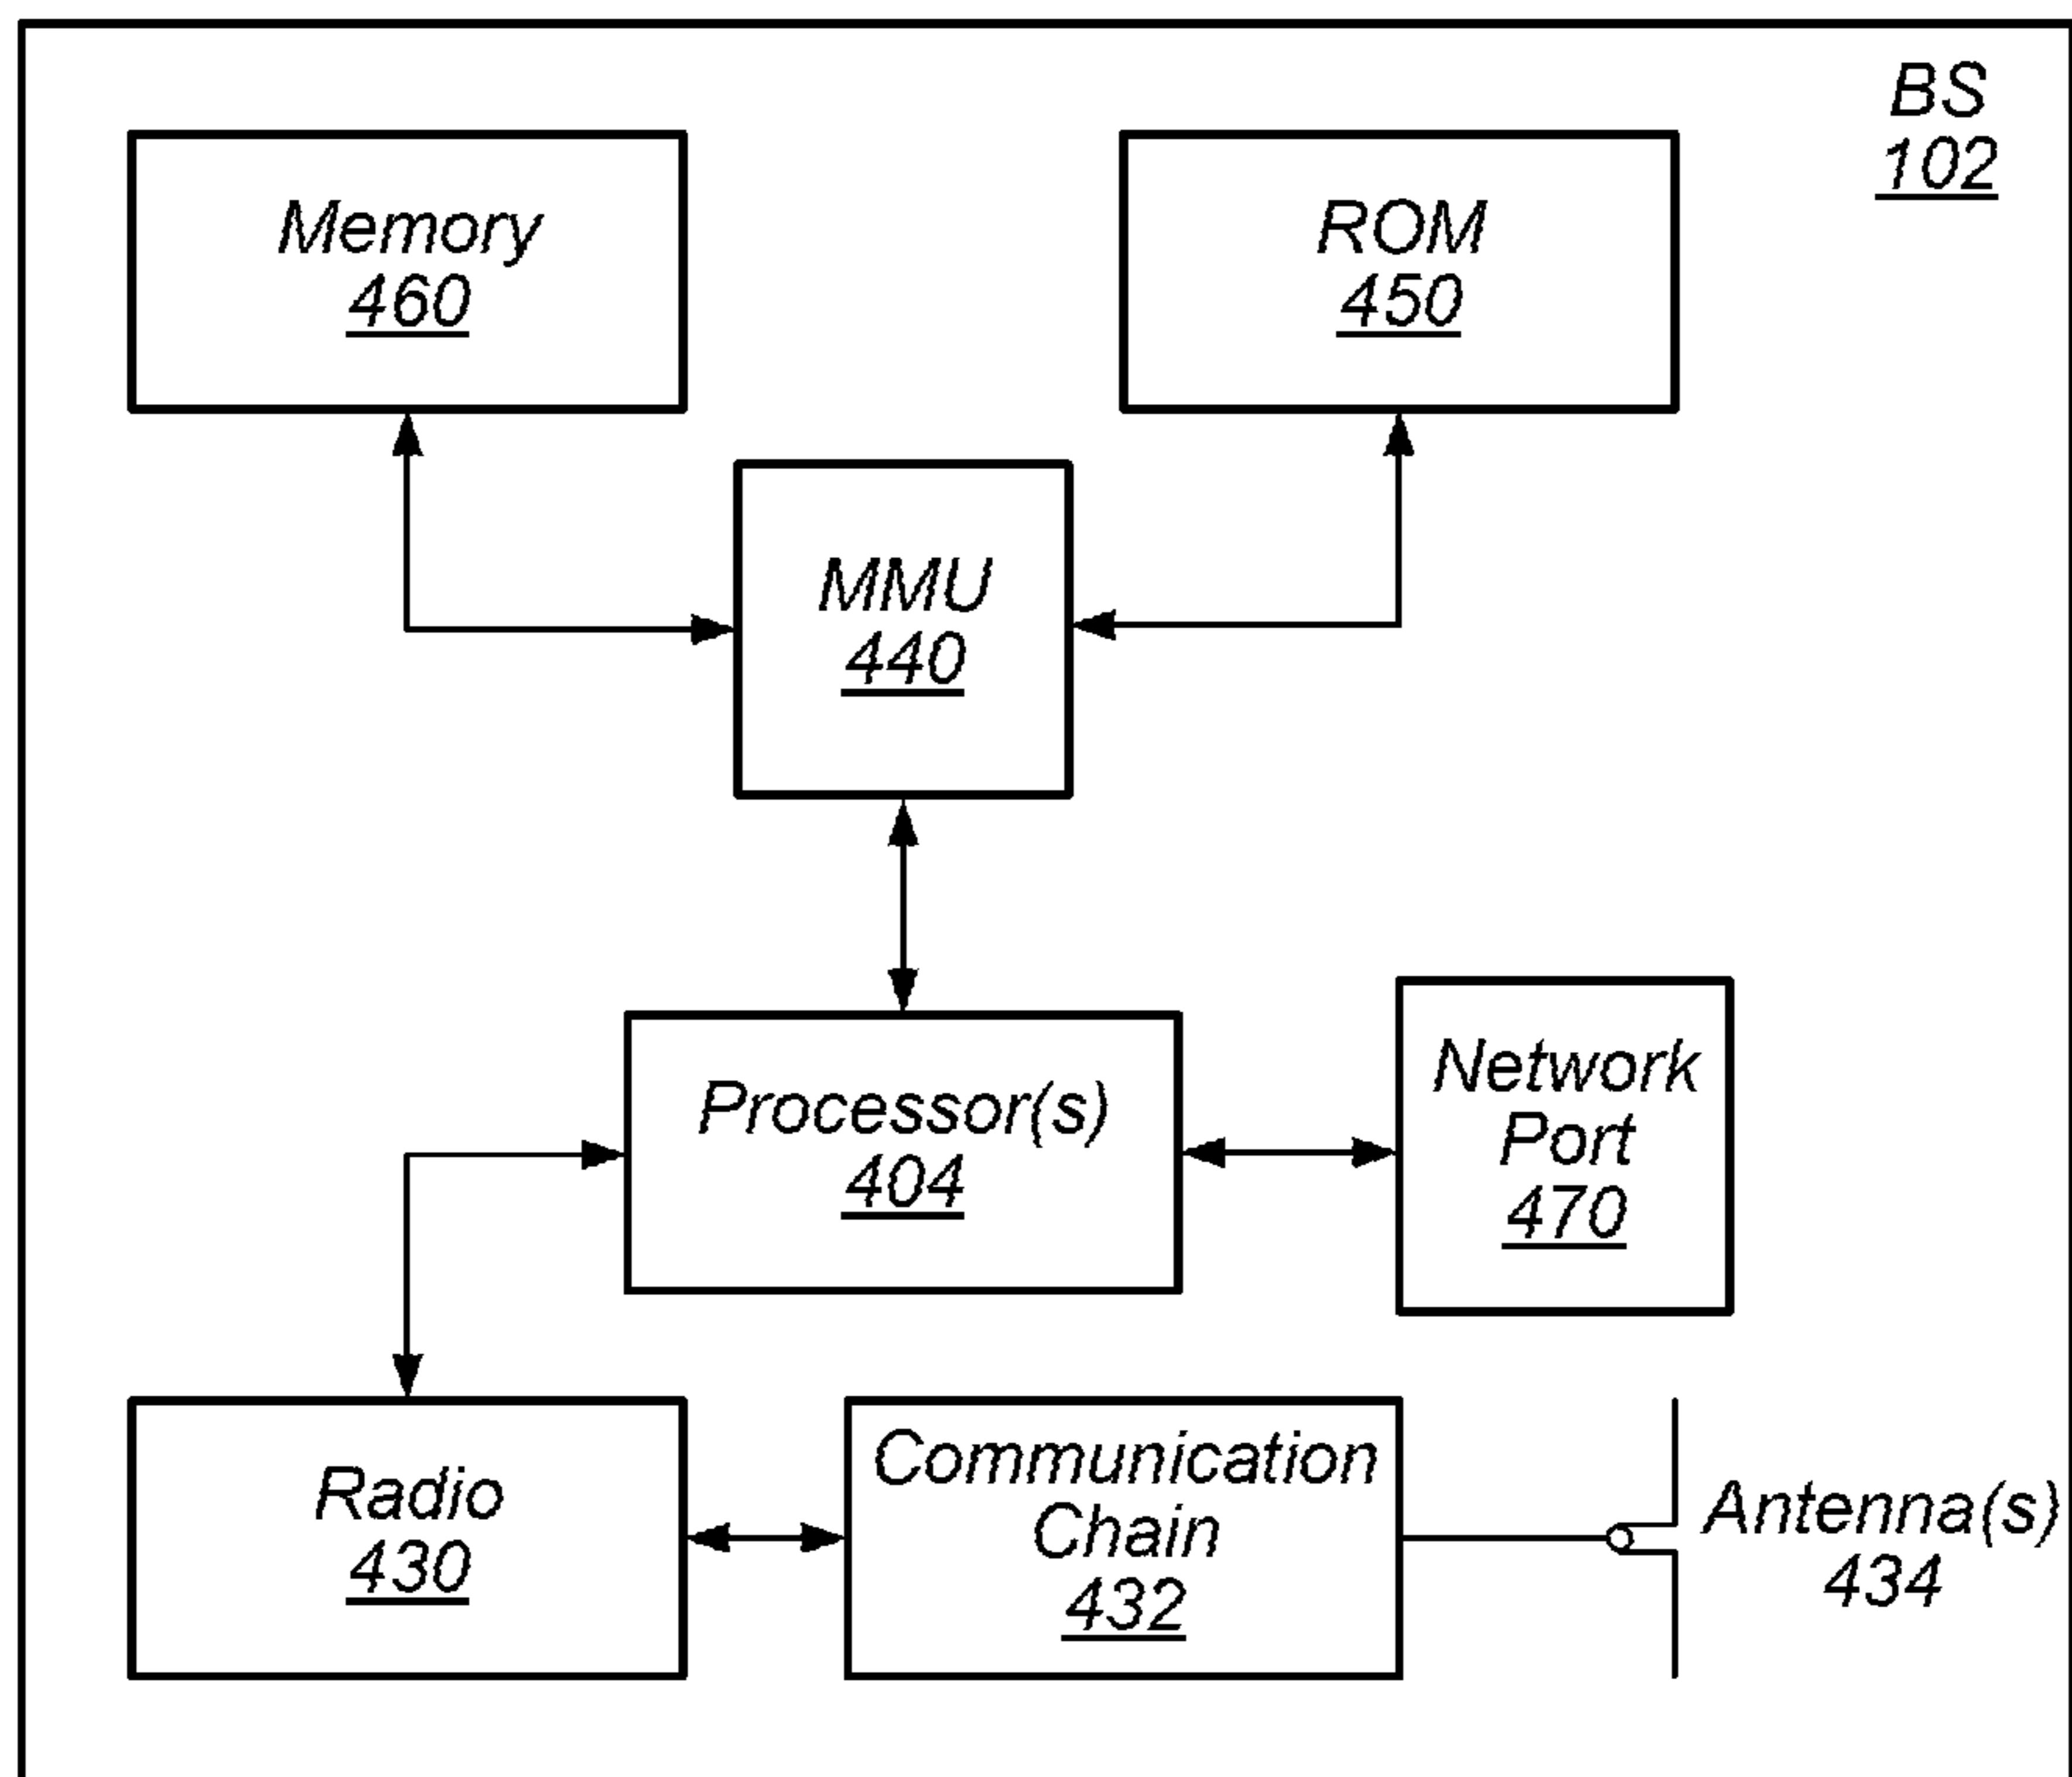 BS
102
Memory
460
ROM
450
MMU
440
Processor(s)
404
Network
Port
470
Radio
430
Communication
Chain
432
Antenna(s)
434